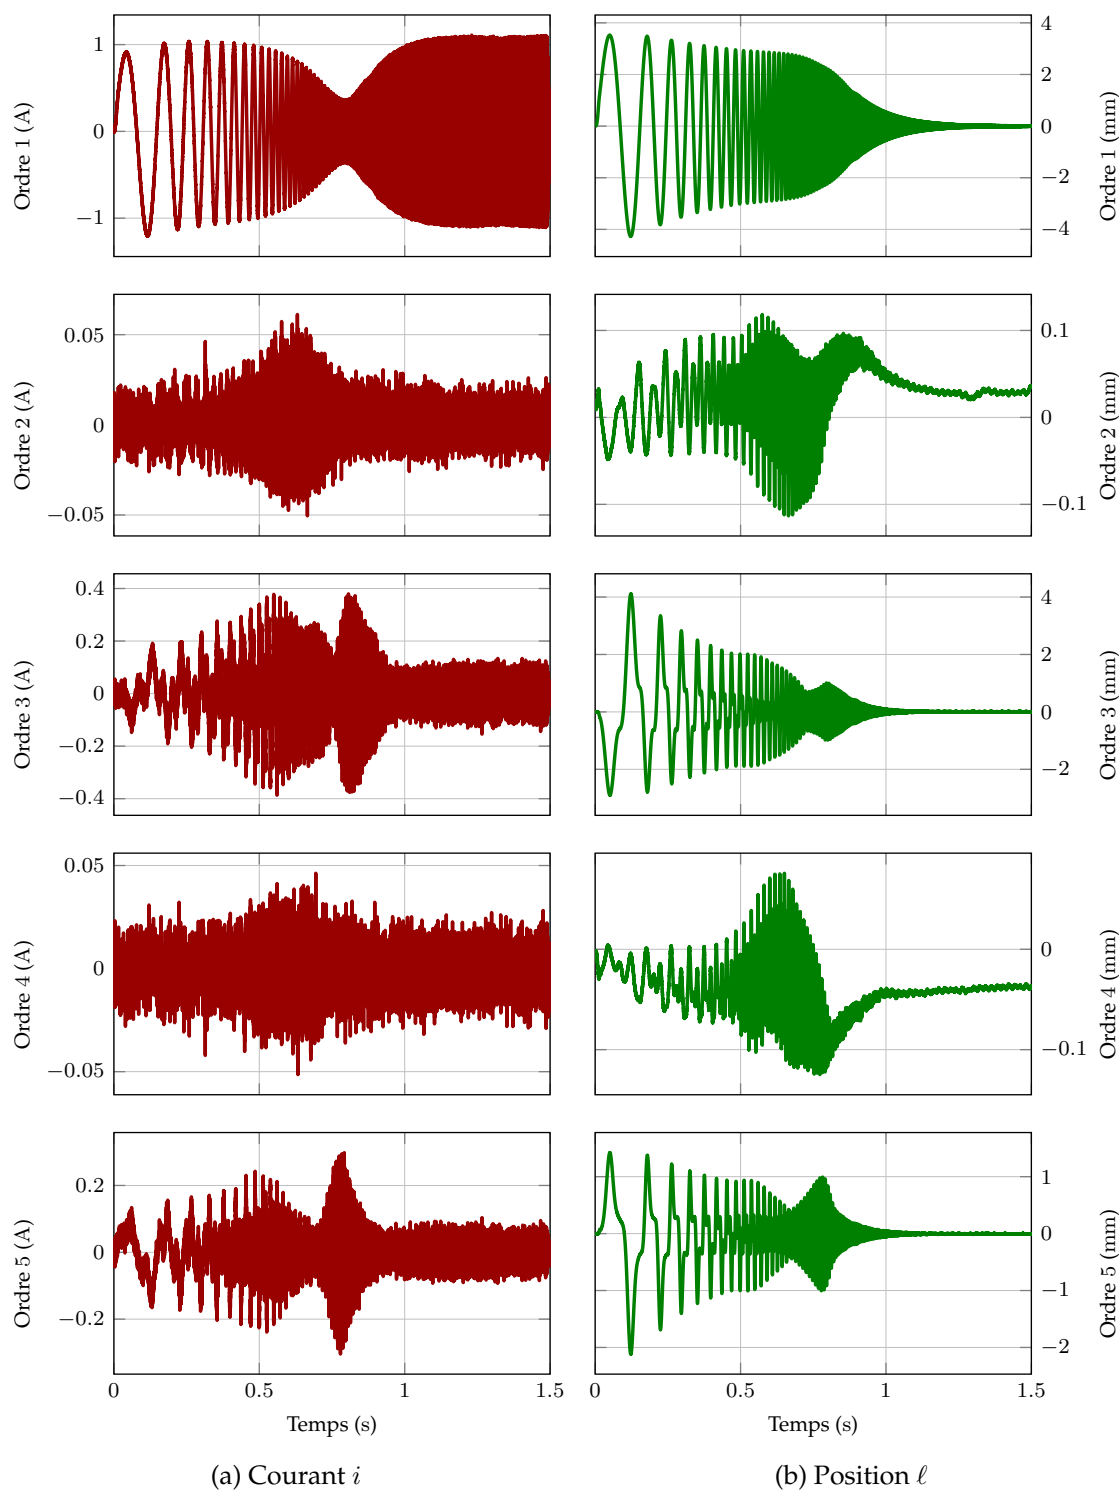 Ordre 1 (A)
1
0
−1
4
2
0
−2
−4
Ordre 1 (mm)
Ordre 2 (A)
0.05
0
−0.05
0.1
0
−0.1
Ordre 2 (mm)
Ordre 3 (A)
0.4
0.2
0
−0.2
−0.4
4
2
0
−2
Ordre 3 (mm)
Ordre 4 (A)
0.05
0
−0.05
0
−0.1
Ordre 4 (mm)
Ordre 5 (A)
0.2
0
−0.2
1
0
−1
−2
Ordre 5 (mm)
0 0.5 1 1.5
0 0.5 1 1.5
Temps (s)
Temps (s)
(a) Courant i
(b) Position ℓ